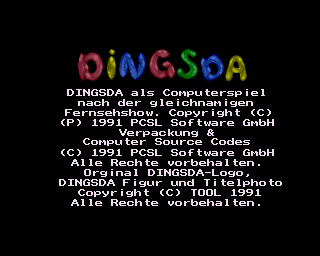 DiNGSDA
DINGSDA als Computerspiel
nach der gleichnamigen
Fernsehshow. Copyright (C)
(P) 1991 PCSL Software GmbH
Verpackung &
Computer Source Codes
(C) 1991 PCSL Software GmbH
Alle Rechte vorbehalten.
Orginal DINGSDA-Logo,
DINGSDA Figur und Titelphoto
Copyright (C) TOOL 1991
Alle Rechte vorbehalten.